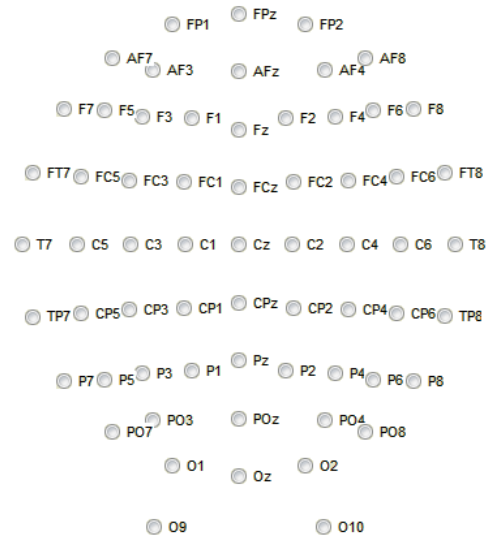 FP1 FPz FP2
AF7 AF3 AFz AF4 AF8
F7 F5 F3 F1 Fz F2 F4 F6 F8
FT7 FC5 FC3 FC1 FCz FC2 FC4 FC6 FT8
T7 C5 C3 C1 Cz C2 C4 C6 T8
TP7 CP5 CP3 CP1 CPz CP2 CP4 CP6 TP8
P7 P5 P3 P1 Pz P2 P4 P6 P8
PO7 PO3 POz PO4 PO8
O1 Oz O2
O9 O10